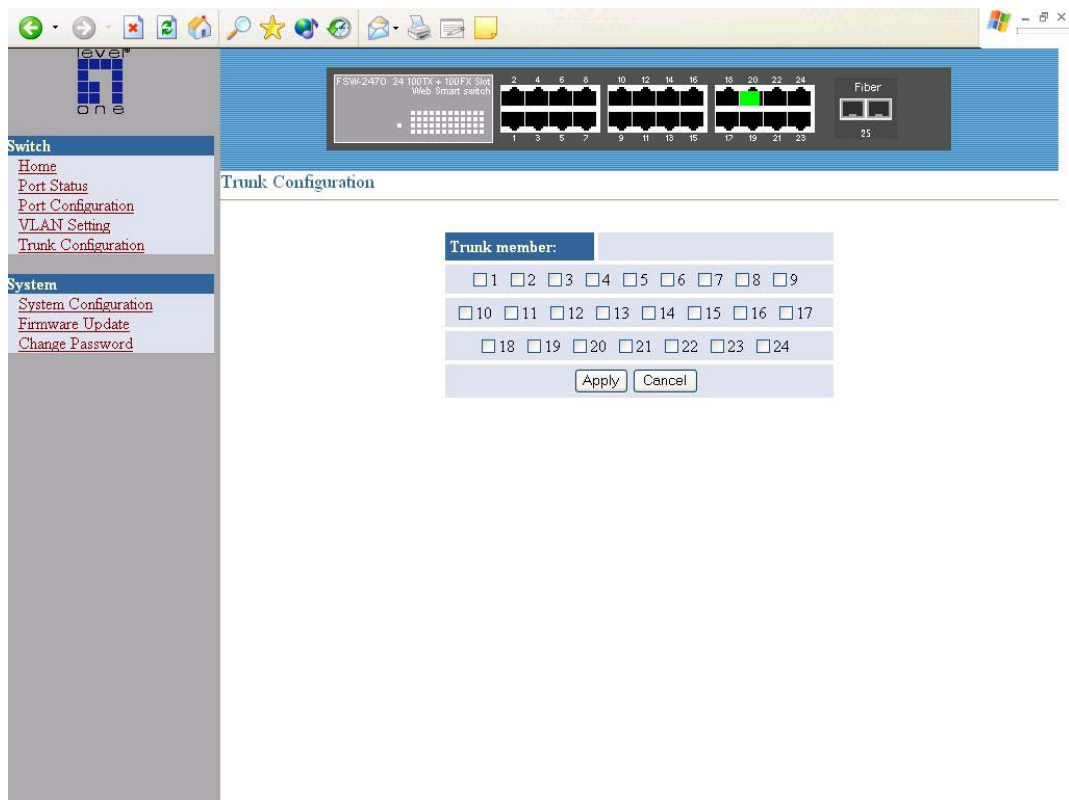 level
one
FSW-2470 24 100TX + 100FX Slot
Web Smart switch
2 4 6 8 10 12 14 16 18 20 22 24
1 3 5 7 9 11 13 15 17 19 21 23
Fiber
25
Switch
Home
Port Status
Port Configuration
VLAN Setting
Trunk Configuration
System
System Configuration
Firmware Update
Change Password
Trunk Configuration
Trunk member:
1 2 3 4 5 6 7 8 9
10 11 12 13 14 15 16 17
18 19 20 21 22 23 24
Apply Cancel